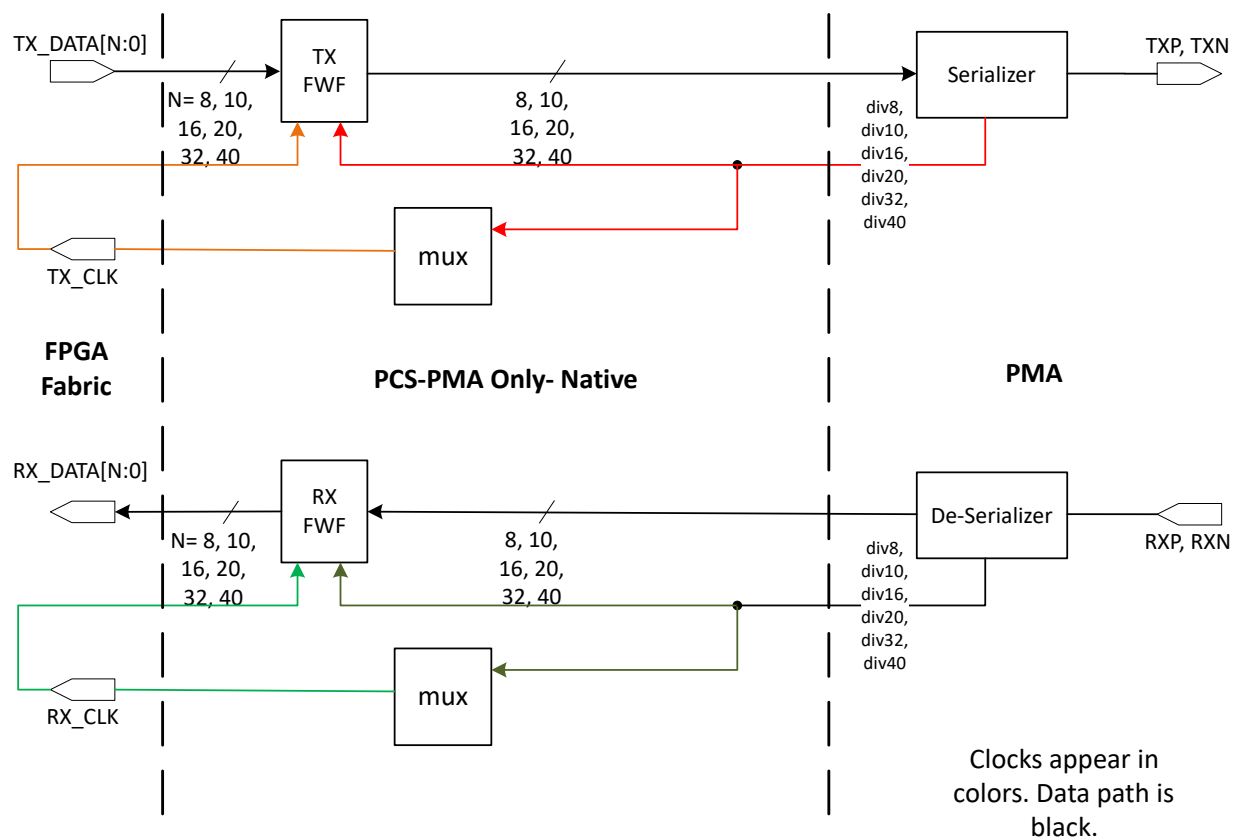 TX_DATA[N:0]
TX
FWF
Serializer
TXP, TXN
N= 8, 10,
16, 20,
32, 40
8, 10,
16, 20,
32, 40
div8,
div10,
div16,
div20,
div32,
div40
mux
TX_CLK
FPGA
Fabric
PCS-PMA Only- Native
PMA
RX_DATA[N:0]
RX
FWF
De-Serializer
RXP, RXN
N= 8, 10,
16, 20,
32, 40
8, 10,
16, 20,
32, 40
div8,
div10,
div16,
div20,
div32,
div40
mux
RX_CLK
Clocks appear in
colors. Data path is
black.